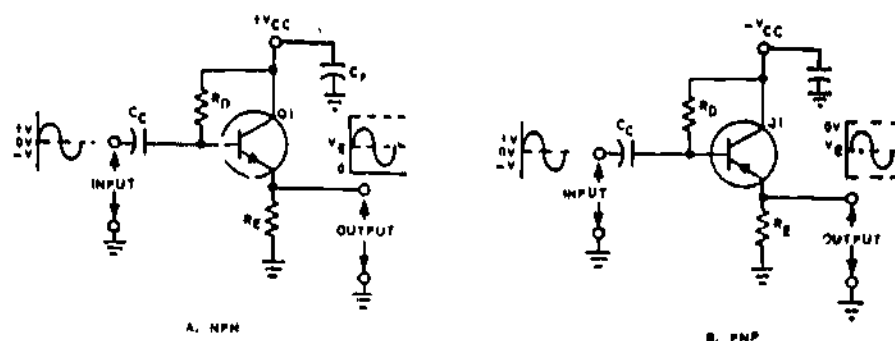 +VCC
CP
RD
Q1
CC
+V
0V
-V
INPUT
VE
0
RE
OUTPUT
A. NPN
-VCC
RD
Q1
CC
+V
0V
-V
INPUT
0V
VE
RE
OUTPUT
B. PNP